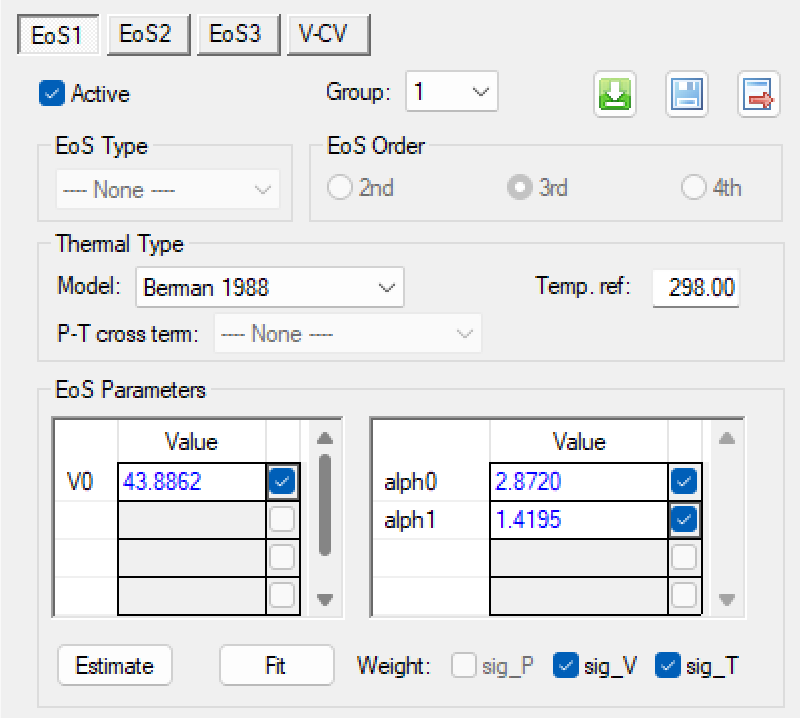 EoS1 EoS2 EoS3 V-CV
Active Group: 1
EoS Type EoS Order
---- None ---- 2nd 3rd 4th
Thermal Type
Model: Berman 1988 Temp. ref: 298.00
P-T cross term: ---- None ----
EoS Parameters
Value Value
V0 43.8862 alph0 2.8720
alph1 1.4195
Estimate Fit Weight: sig_P sig_V sig_T